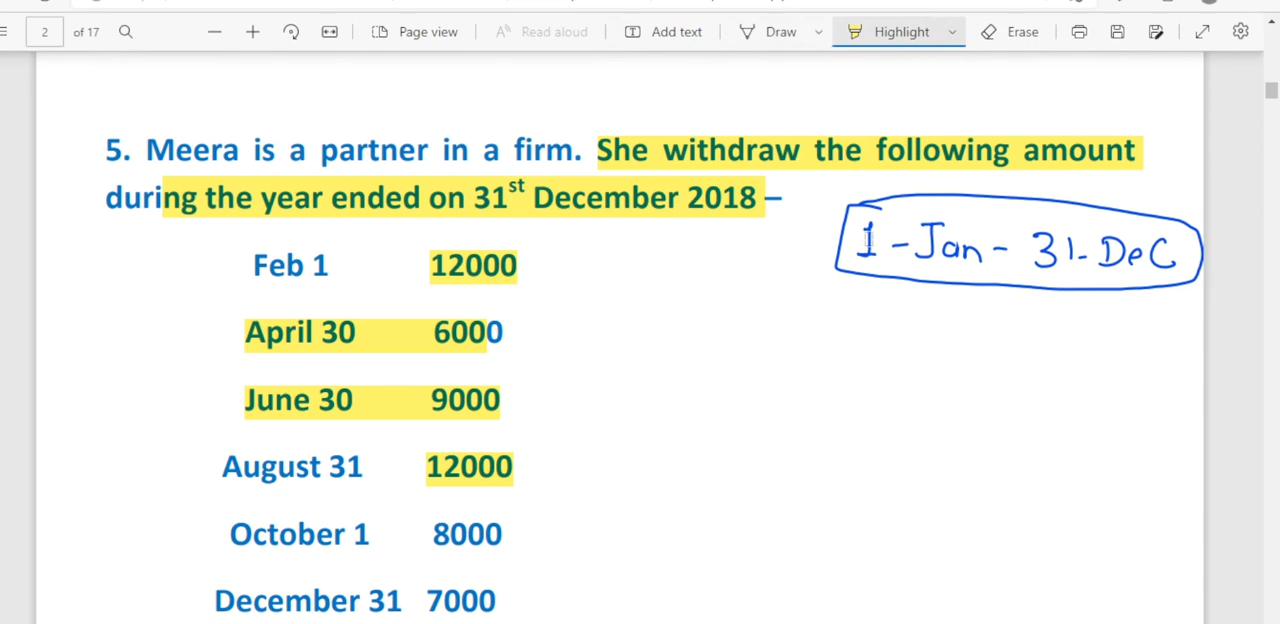 2 of 17 Page view Read aloud Add text Draw Highlight Erase
5. Meera is a partner in a firm. She withdraw the following amount
during the year ended on 31st December 2018 –
1 - Jan - 31 - DeC
Feb 1 12000
April 30 6000
June 30 9000
August 31 12000
October 1 8000
December 31 7000